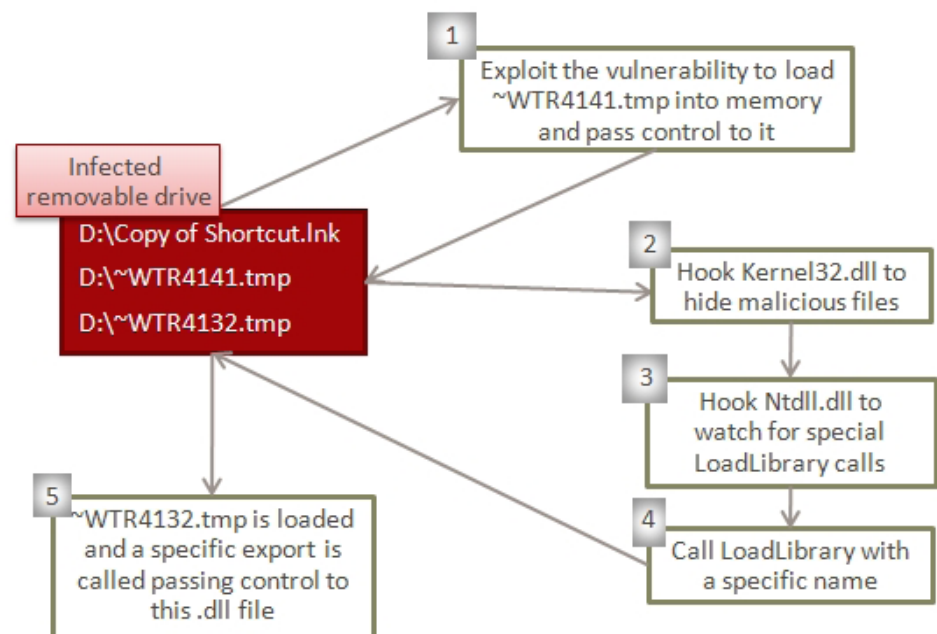 1
Exploit the vulnerability to load
~WTR4141.tmp into memory
and pass control to it
Infected
removable drive
D:\Copy of Shortcut.lnk
D:\~WTR4141.tmp
D:\~WTR4132.tmp
2
Hook Kernel32.dll to
hide malicious files
3
Hook Ntdll.dll to
watch for special
LoadLibrary calls
4
Call LoadLibrary with
a specific name
5
~WTR4132.tmp is loaded
and a specific export is
called passing control to
this .dll file